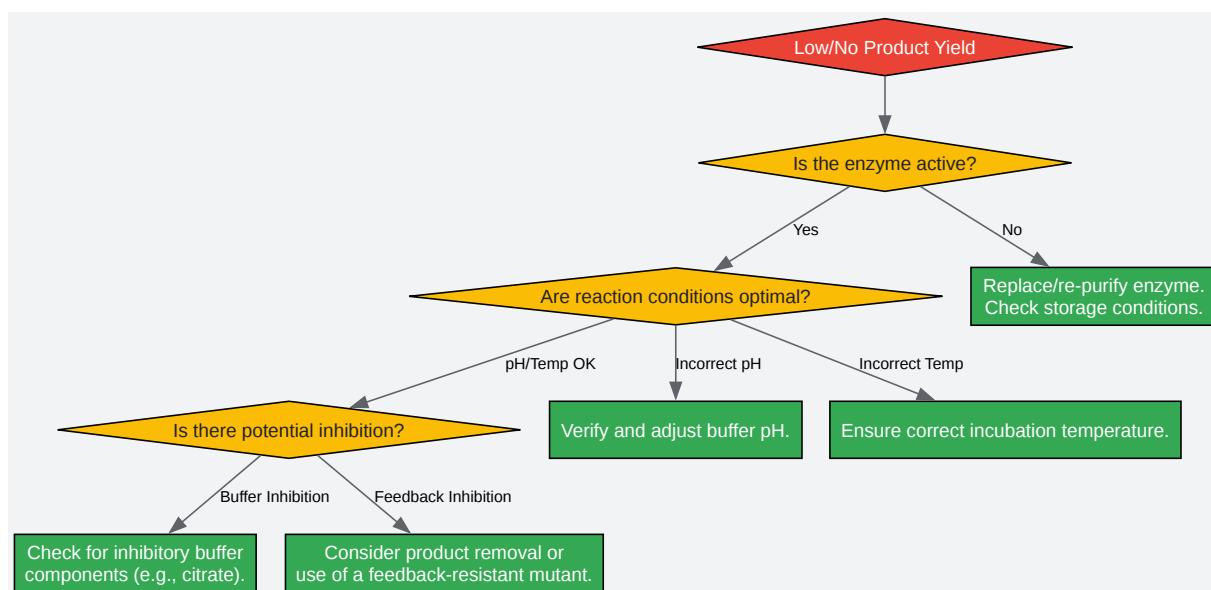 Low/No Product Yield
Is the enzyme active?
Yes
No
Are reaction conditions optimal?
Replace/re-purify enzyme.
Check storage conditions.
pH/Temp OK
Incorrect pH
Incorrect Temp
Is there potential inhibition?
Verify and adjust buffer pH.
Ensure correct incubation temperature.
Buffer Inhibition
Feedback Inhibition
Check for inhibitory buffer
components (e.g., citrate).
Consider product removal or
use of a feedback-resistant mutant.